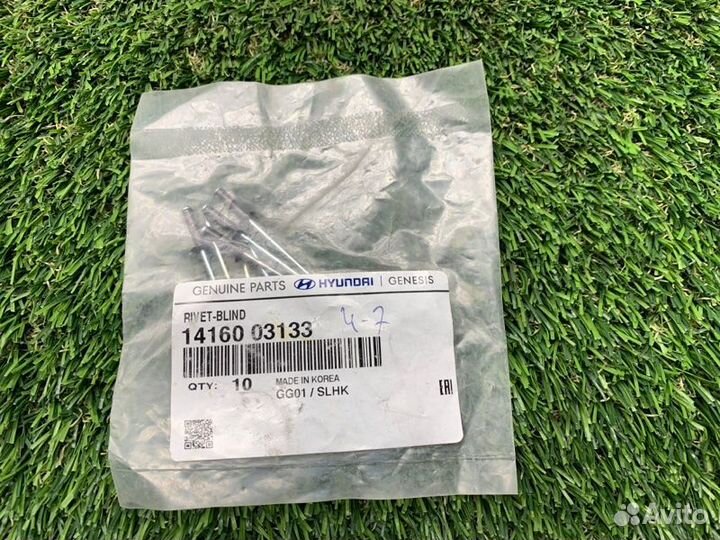 GENUINE PARTS HYUNDAI | GENESIS
RIVET-BLIND
14160 03133 4-7
QTY: 10 MADE IN KOREA
GG01 / SLHK
EAC
Avito